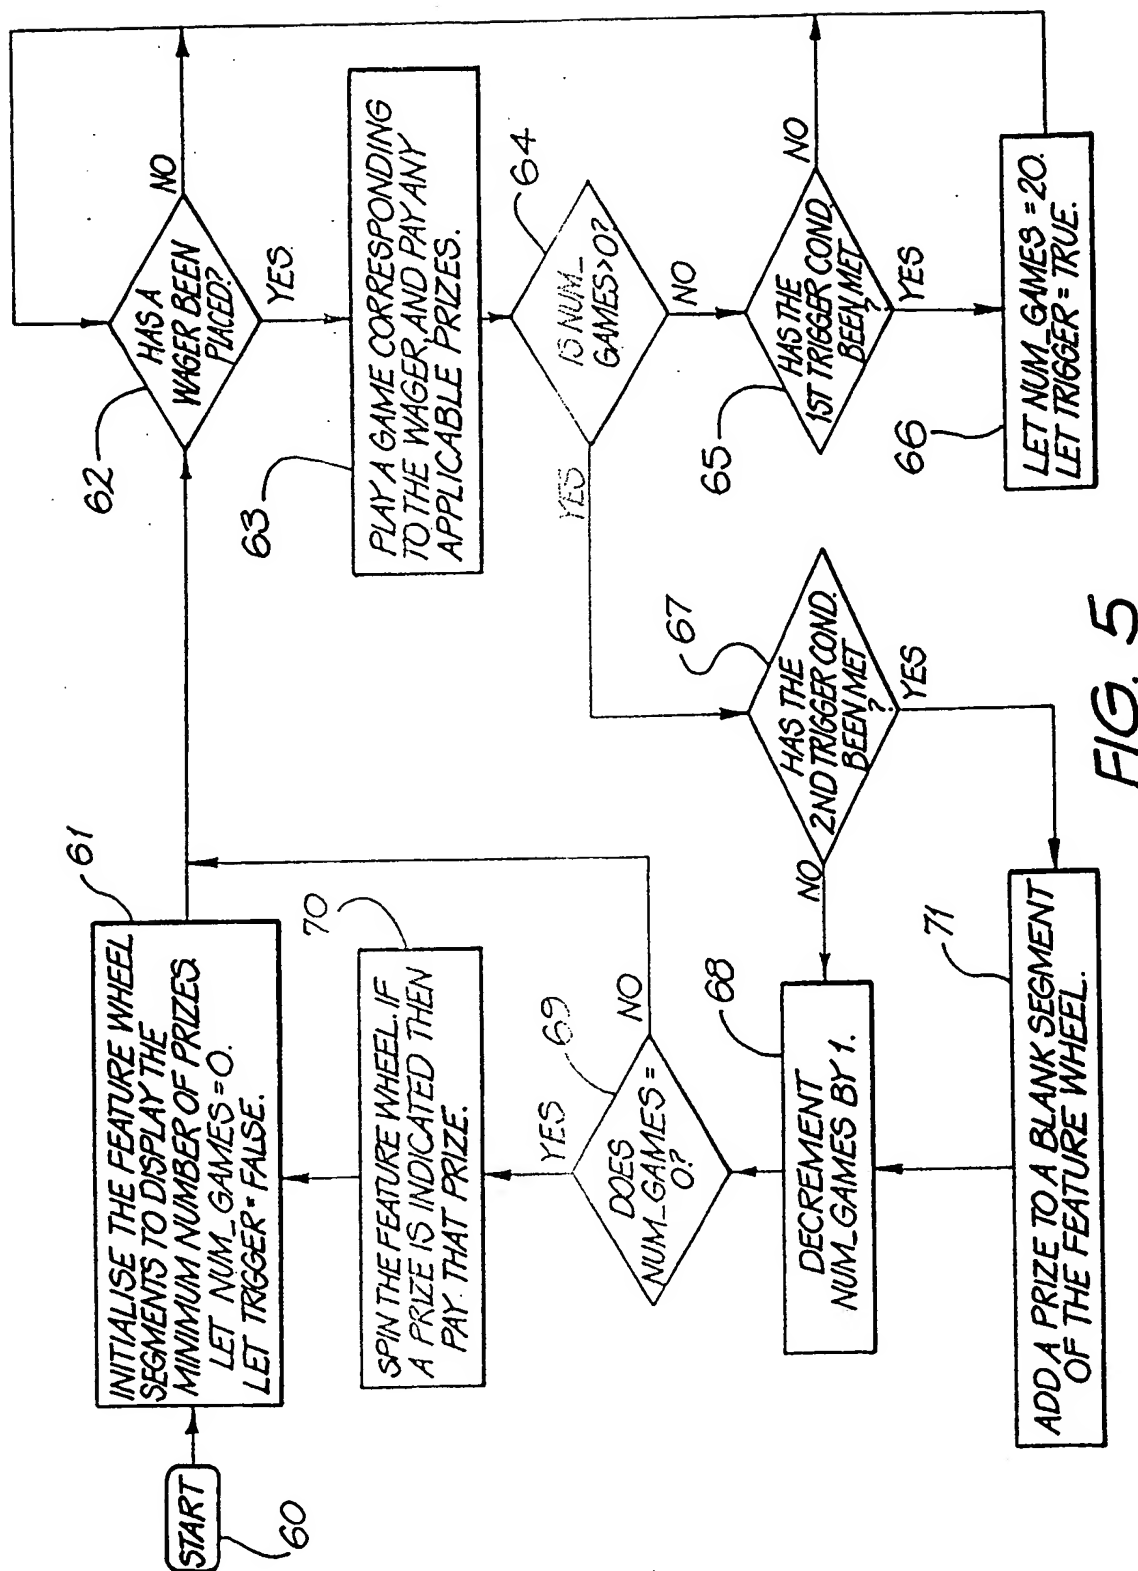 START
60
INITIALISE THE FEATURE WHEEL
SEGMENTS TO DISPLAY THE
MINIMUM NUMBER OF PRIZES.
LET NUM_GAMES = 0.
LET TRIGGER = FALSE.
61
HAS A
WAGER BEEN
PLACED?
62
NO
YES
PLAY A GAME CORRESPONDING
TO THE WAGER, AND PAY ANY
APPLICABLE PRIZES.
63
IS NUM_
GAMES>0?
64
YES
NO
HAS THE
1ST TRIGGER COND.
BEEN MET
?
65
NO
YES
LET NUM_GAMES = 20.
LET TRIGGER = TRUE.
66
HAS THE
2ND TRIGGER COND.
BEEN MET
?
67
NO
YES
DECREMENT
NUM_GAMES BY 1.
68
DOES
NUM_GAMES =
0?
69
YES
NO
SPIN THE FEATURE WHEEL. IF
A PRIZE IS INDICATED THEN
PAY THAT PRIZE.
70
ADD A PRIZE TO A BLANK SEGMENT
OF THE FEATURE WHEEL.
71
FIG. 5